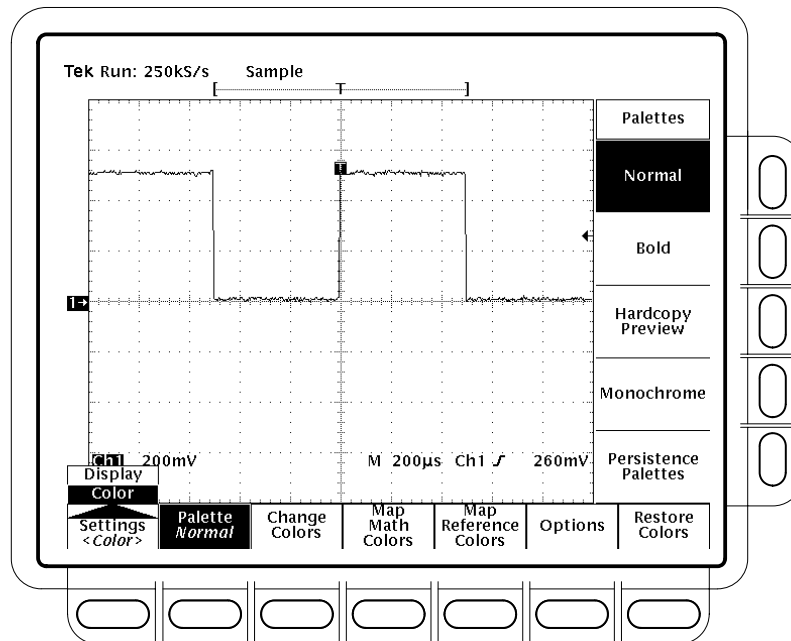 Tek Run: 250kS/s Sample
[ T ]
T
1→
Ch1 200mV M 200µs Ch1 260mV
Palettes
Normal
Bold
Hardcopy
Preview
Monochrome
Persistence
Palettes
Display
Color
Settings
<Color>
Palette
Normal
Change
Colors
Map
Math
Colors
Map
Reference
Colors
Options
Restore
Colors